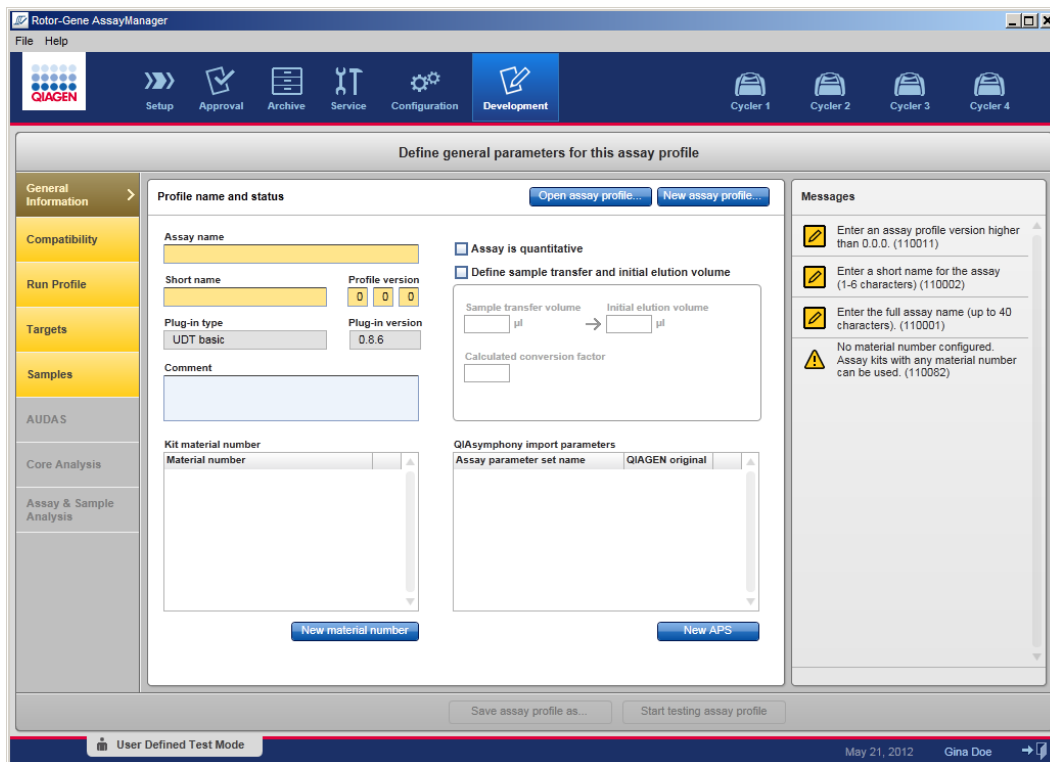 Rotor-Gene AssayManager
File Help
QIAGEN
Setup Approval Archive Service Configuration Development Cycler 1 Cycler 2 Cycler 3 Cycler 4
Define general parameters for this assay profile
General
Information
Compatibility
Run Profile
Targets
Samples
AUDAS
Core Analysis
Assay & Sample
Analysis
Profile name and status Open assay profile... New assay profile...
Assay name
Short name Profile version
0 0 0
Plug-in type Plug-in version
UDT basic 0.8.6
Comment
Assay is quantitative
Define sample transfer and initial elution volume
Sample transfer volume Initial elution volume
µl µl
Calculated conversion factor
Kit material number
Material number
New material number
QIAsymphony import parameters
Assay parameter set name QIAGEN original
New APS
Messages
Enter an assay profile version higher
than 0.0.0. (110011)
Enter a short name for the assay
(1-6 characters) (110002)
Enter the full assay name (up to 40
characters). (110001)
No material number configured.
Assay kits with any material number
can be used. (110082)
Save assay profile as... Start testing assay profile
User Defined Test Mode
May 21, 2012 Gina Doe